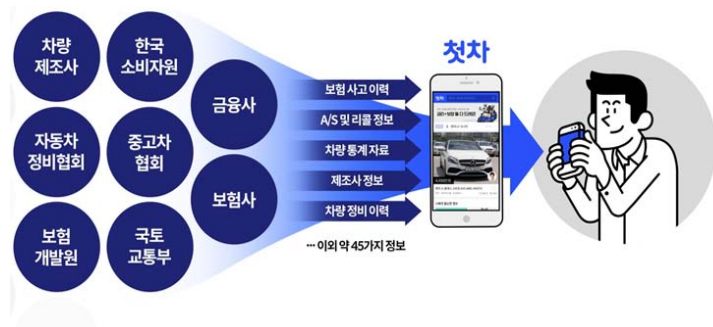 차량
제조사
한국
소비자원
금융사
자동차
정비협회
중고차
협회
보험사
보험
개발원
국토
교통부
보험 사고 이력
A/S 및 리콜 정보
차량 통계 자료
제조사 정보
차량 정비 이력
··· 이외 약 45가지 정보
첫차